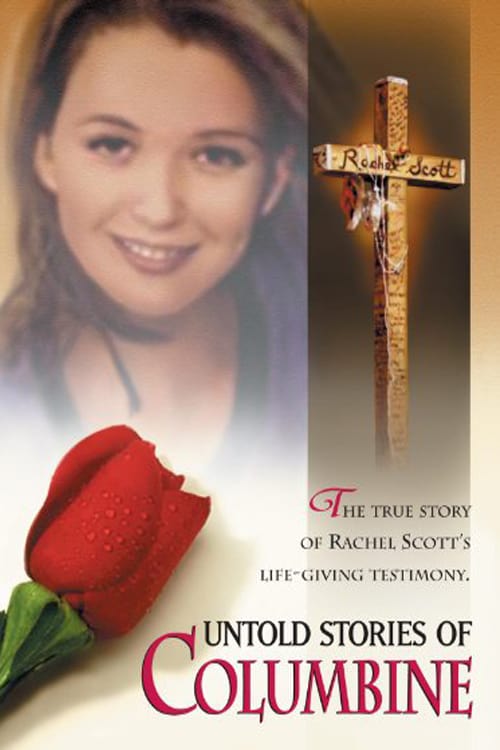 Rachel Scott
THE TRUE STORY
OF RACHEL SCOTT'S
LIFE-GIVING TESTIMONY.
UNTOLD STORIES OF
COLUMBINE